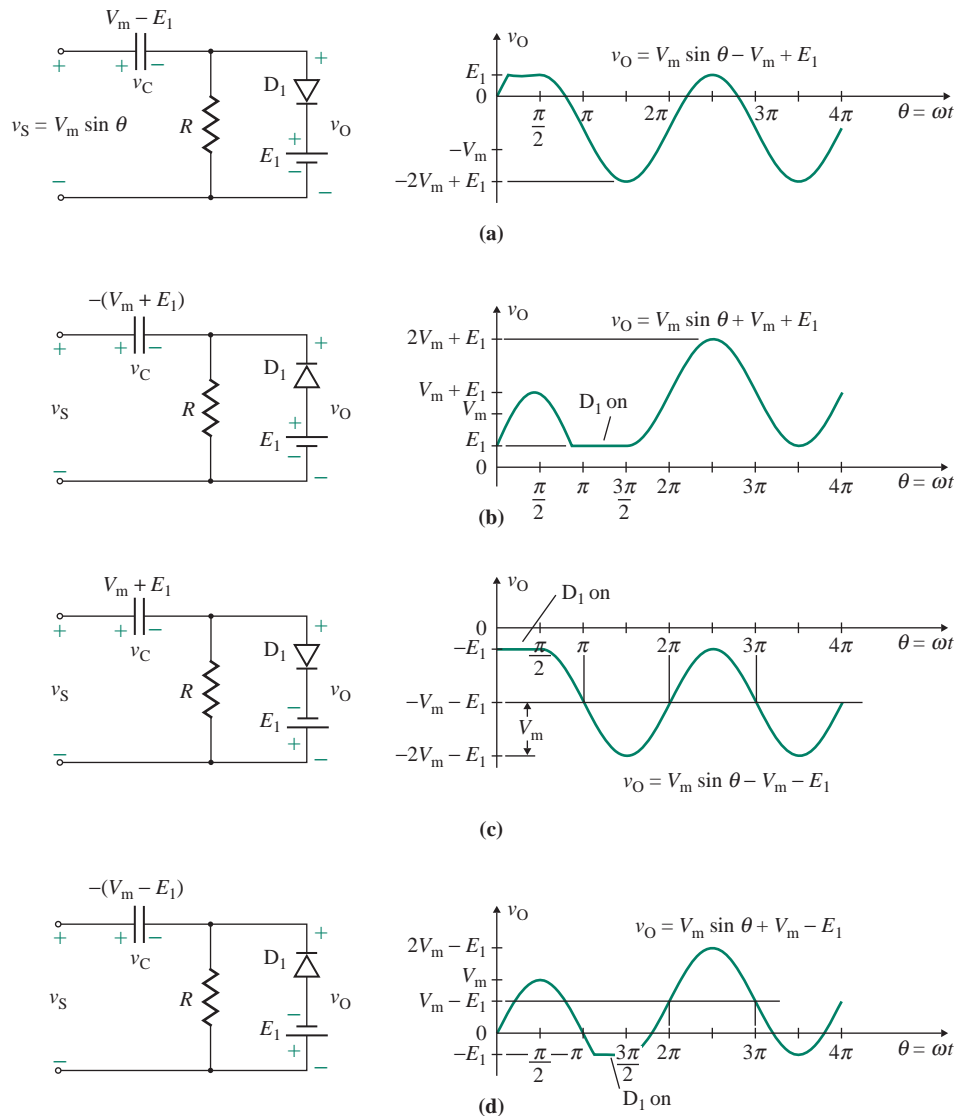 V_m − E_1
+ + − +
v_C
D_1
v_S = V_m sin θ
R
v_O
+
E_1
−
− −
v_O
v_O = V_m sin θ − V_m + E_1
E_1
0
π/2 π 2π 3π 4π θ = ωt
−V_m
−2V_m + E_1
(a)
−(V_m + E_1)
+ + − +
v_C
D_1
v_S
R
v_O
+
E_1
−
− −
v_O
v_O = V_m sin θ + V_m + E_1
2V_m + E_1
V_m + E_1
V_m
D_1 on
E_1
0
π/2 π 3π/2 2π 3π 4π θ = ωt
(b)
V_m + E_1
+ + − +
v_C
D_1
v_S
R
v_O
−
E_1
+
− −
v_O
D_1 on
0
−E_1
π/2 π 2π 3π 4π θ = ωt
−V_m − E_1
V_m
−2V_m − E_1
v_O = V_m sin θ − V_m − E_1
(c)
−(V_m − E_1)
+ + − +
v_C
D_1
v_S
R
v_O
−
E_1
+
− −
v_O
v_O = V_m sin θ + V_m − E_1
2V_m − E_1
V_m
V_m − E_1
0
−E_1
π/2 π 3π/2 2π 3π 4π θ = ωt
D_1 on
(d)